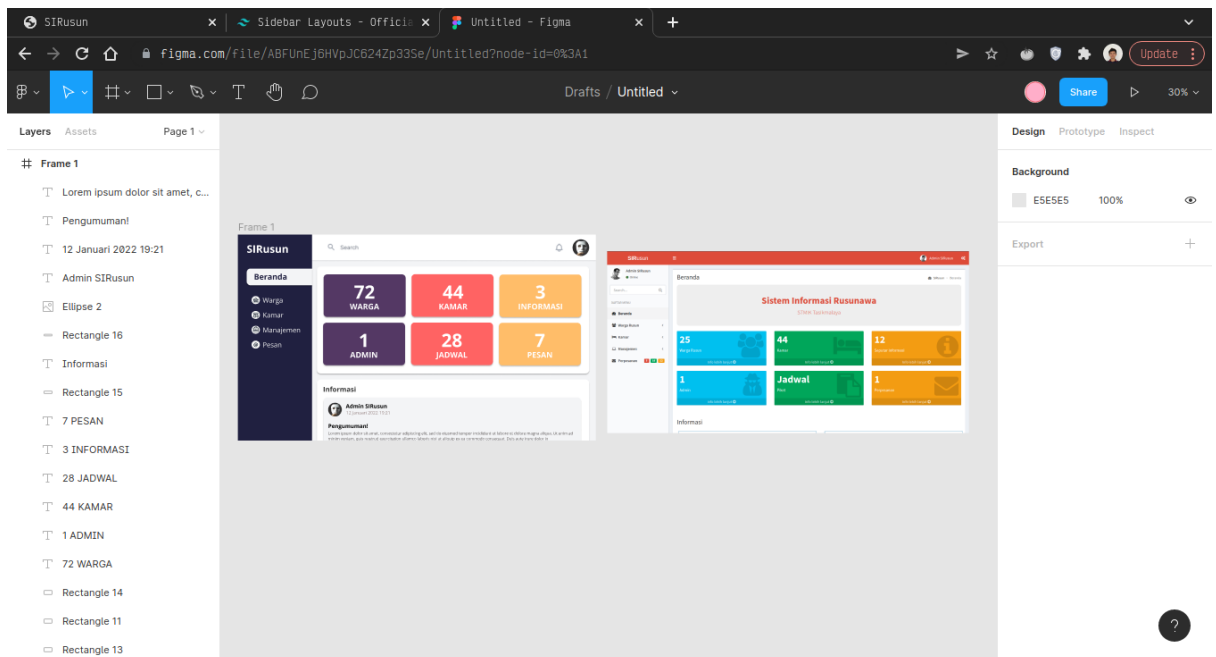 SIRusun
Sidebar Layouts - Officia
Untitled - Figma
figma.com/file/ABFUnEj6HVpJC624Zp33Se/Untitled?node-id=0%3A1
Update
Drafts / Untitled
Share
30%
Layers
Assets
Page 1
Frame 1
Lorem ipsum dolor sit amet, c...
Pengumuman!
12 Januari 2022 19:21
Admin SIRusun
Ellipse 2
Rectangle 16
Informasi
Rectangle 15
7 PESAN
3 INFORMASI
28 JADWAL
44 KAMAR
1 ADMIN
72 WARGA
Rectangle 14
Rectangle 11
Rectangle 13
Frame 1
SIRusun
Search
Beranda
Warga
Kamar
Manajemen
Pesan
72
WARGA
44
KAMAR
3
INFORMASI
1
ADMIN
28
JADWAL
7
PESAN
Informasi
Admin SIRusun
12 Januari 2022 19:21
Pengumuman!
SIRusun
Beranda
Sistem Informasi Rusunawa
25
44
12
1
Jadwal
1
Informasi
Design
Prototype
Inspect
Background
E5E5E5
100%
Export
?